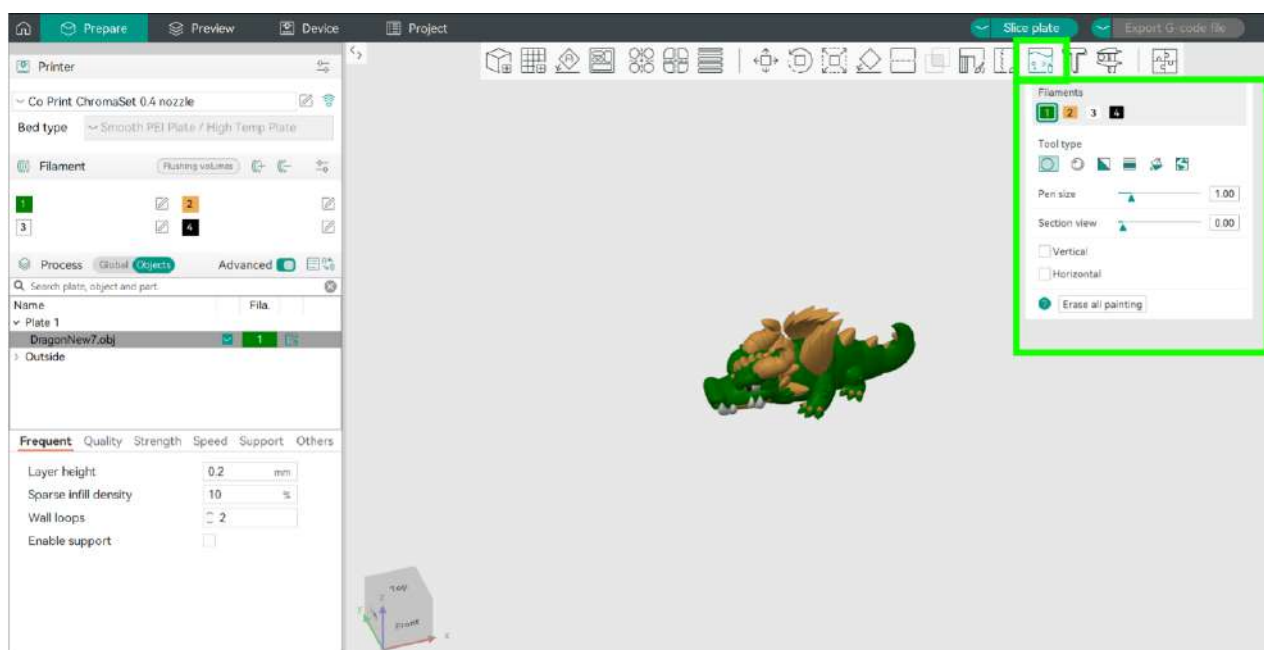 Prepare Preview Device Project Slice plate Export G-code file
Printer
Co Print ChromaSet 0.4 nozzle
Bed type Smooth PEI Plate / High Temp Plate
Filament Flushing volumes
1 2
3 4
Process Global Objects Advanced
Search plate, object and part.
Name Fila.
Plate 1
DragonNew7.obj 1
Outside
Frequent Quality Strength Speed Support Others
Layer height 0.2 mm
Sparse infill density 10 %
Wall loops 2
Enable support
Filaments
1 2 3 4
Tool type
Pen size 1.00
Section view 0.00
Vertical
Horizontal
? Erase all painting
Top
Front
z
y
x